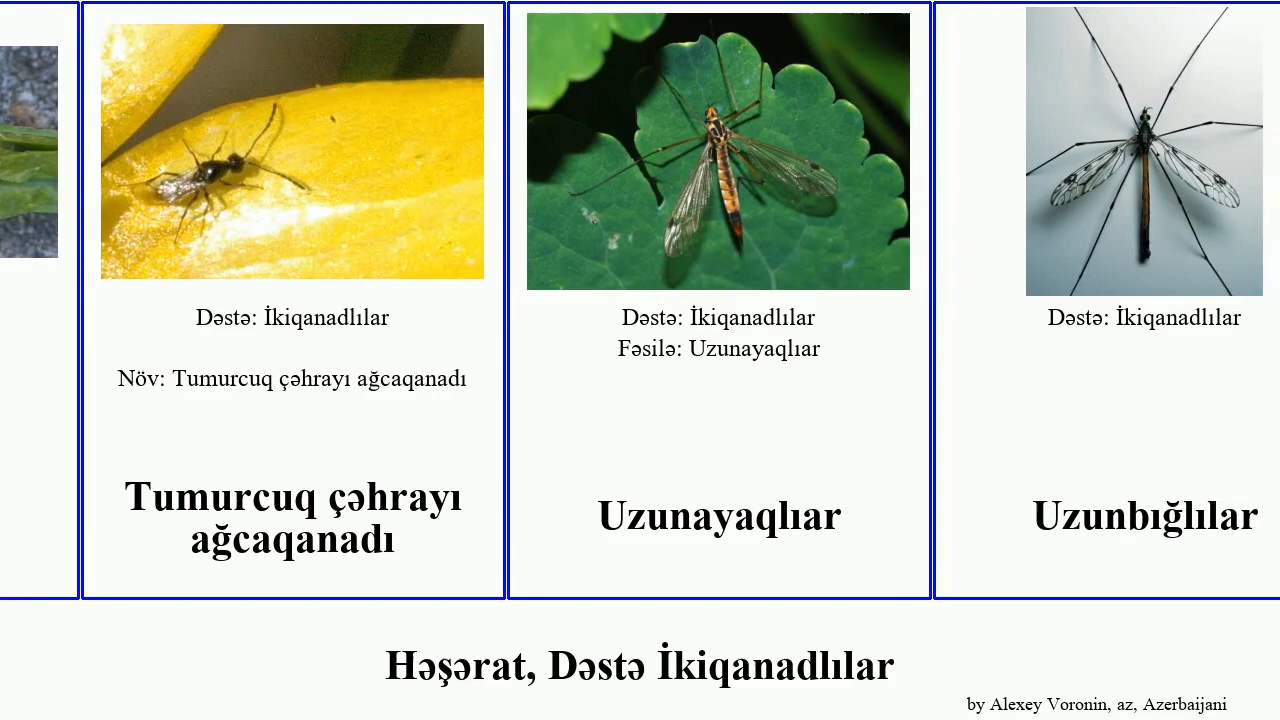 Dəstə: İkiqanadlılar
Növ: Tumurcuq çəhrayı ağcaqanadı
Tumurcuq çəhrayı
ağcaqanadı
Dəstə: İkiqanadlılar
Fəsilə: Uzunayaqlıar
Uzunayaqlıar
Dəstə: İkiqanadlılar
Uzunbığlılar
Həşərat, Dəstə İkiqanadlılar
by Alexey Voronin, az, Azerbaijani